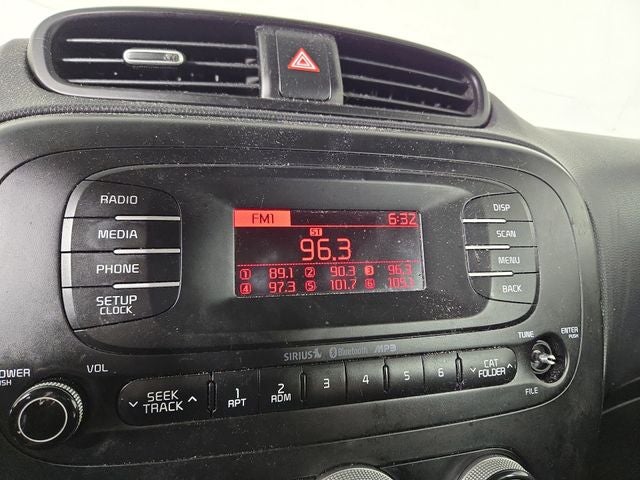 RADIO
MEDIA
PHONE
SETUP
CLOCK
FM1 6:32
ST
96.3
1 89.1 2 90.3 3 96.3
4 97.3 5 101.7 6
DISP
SCAN
MENU
BACK
SIRIUS Bluetooth MP3
POWER
PUSH
VOL
SEEK
TRACK
1
RPT
2
RDM
3
4
5
6
CAT
FOLDER
TUNE
FILE
ENTER
PUSH